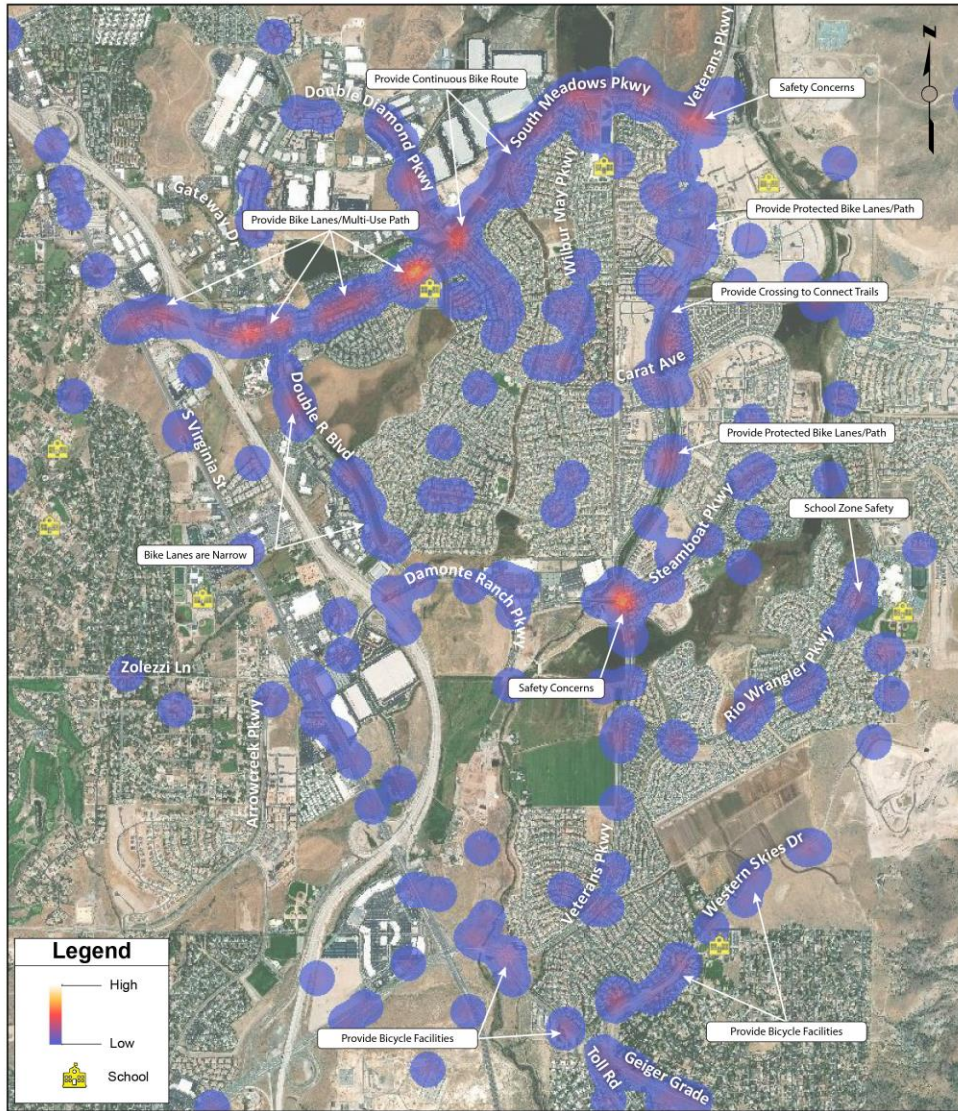 Veterans Pkwy
Provide Continuous Bike Route
Safety Concerns
Double Diamond Pkwy
South Meadows Pkwy
Z
Gateway Dr
Wilbur May Pkwy
Provide Bike Lanes/Multi-Use Path
Provide Protected Bike Lanes/Path
Provide Crossing to Connect Trails
Carat Ave
Double R Blvd
S Virginia St
Provide Protected Bike Lanes/Path
Steamboat Pkwy
School Zone Safety
Bike Lanes are Narrow
Damonte Ranch Pkwy
Zolezzi Ln
Safety Concerns
Rio Wrangler Pkwy
Arrowcreek Pkwy
Veterans Pkwy
Western Skies Dr
Legend
High
Low
School
Provide Bicycle Facilities
Provide Bicycle Facilities
Toll Rd
Geiger Grade